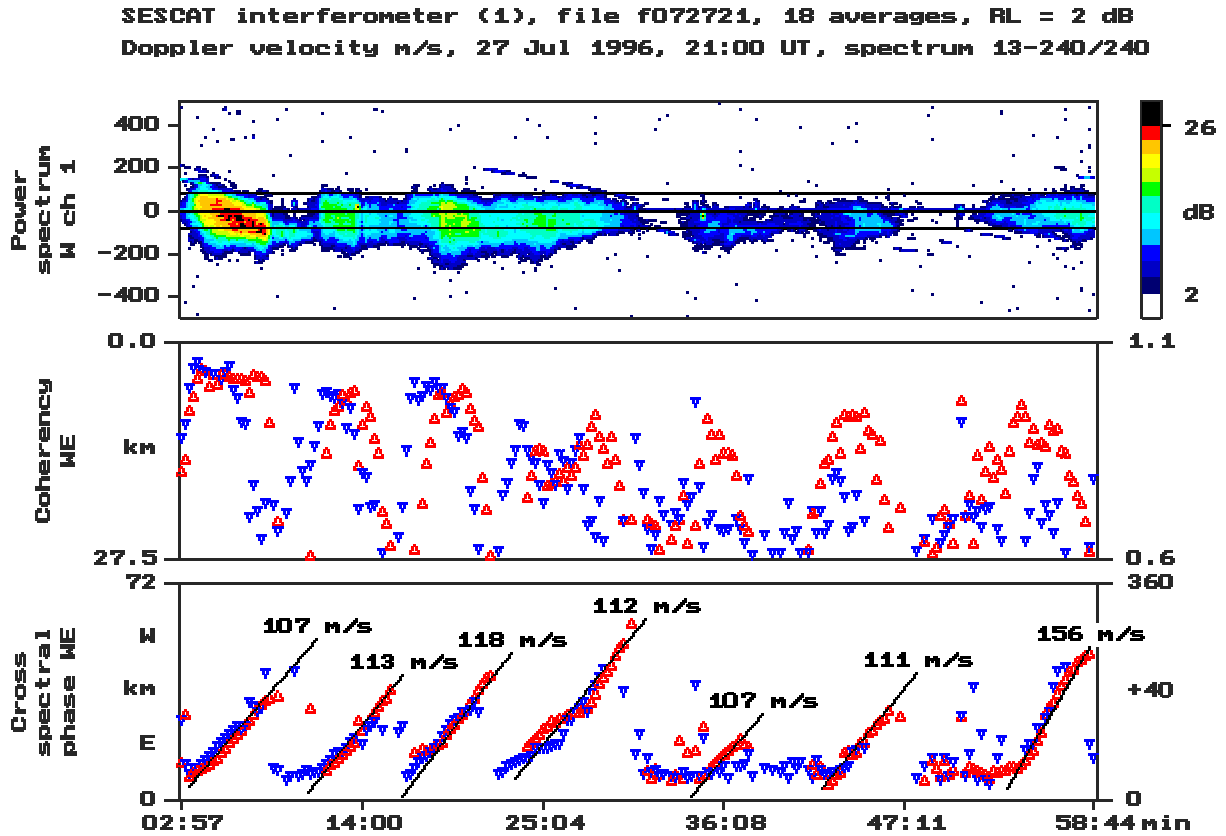 SESCAT interferometer (1), file f072721, 18 averages, RL = 2 dB
Doppler velocity m/s, 27 Jul 1996, 21:00 UT, spectrum 13-240/240
Power
spectrum
W ch 1
400
200
0
-200
-400
26
dB
2
Coherency
WE
0.0
km
27.5
1.1
0.6
Cross
spectral
phase WE
72
W
km
E
0
360
+40
0
107 m/s
113 m/s
118 m/s
112 m/s
107 m/s
111 m/s
156 m/s
02:57 14:00 25:04 36:08 47:11 58:44 min